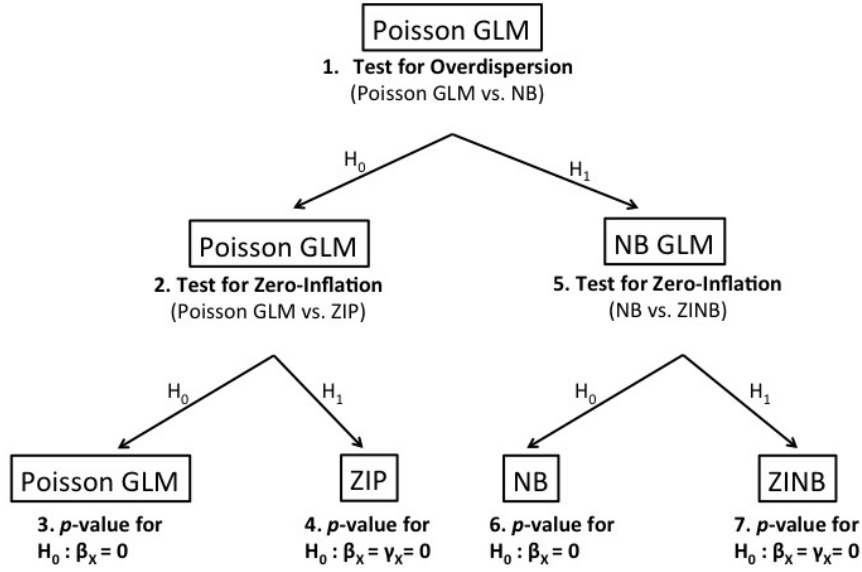 Poisson GLM
1. Test for Overdispersion
(Poisson GLM vs. NB)
H₀
H₁
Poisson GLM
2. Test for Zero-Inflation
(Poisson GLM vs. ZIP)
NB GLM
5. Test for Zero-Inflation
(NB vs. ZINB)
H₀
H₁
H₀
H₁
Poisson GLM
3. p-value for
H₀ : βₓ = 0
ZIP
4. p-value for
H₀ : βₓ = γₓ= 0
NB
6. p-value for
H₀ : βₓ = 0
ZINB
7. p-value for
H₀ : βₓ = γₓ= 0